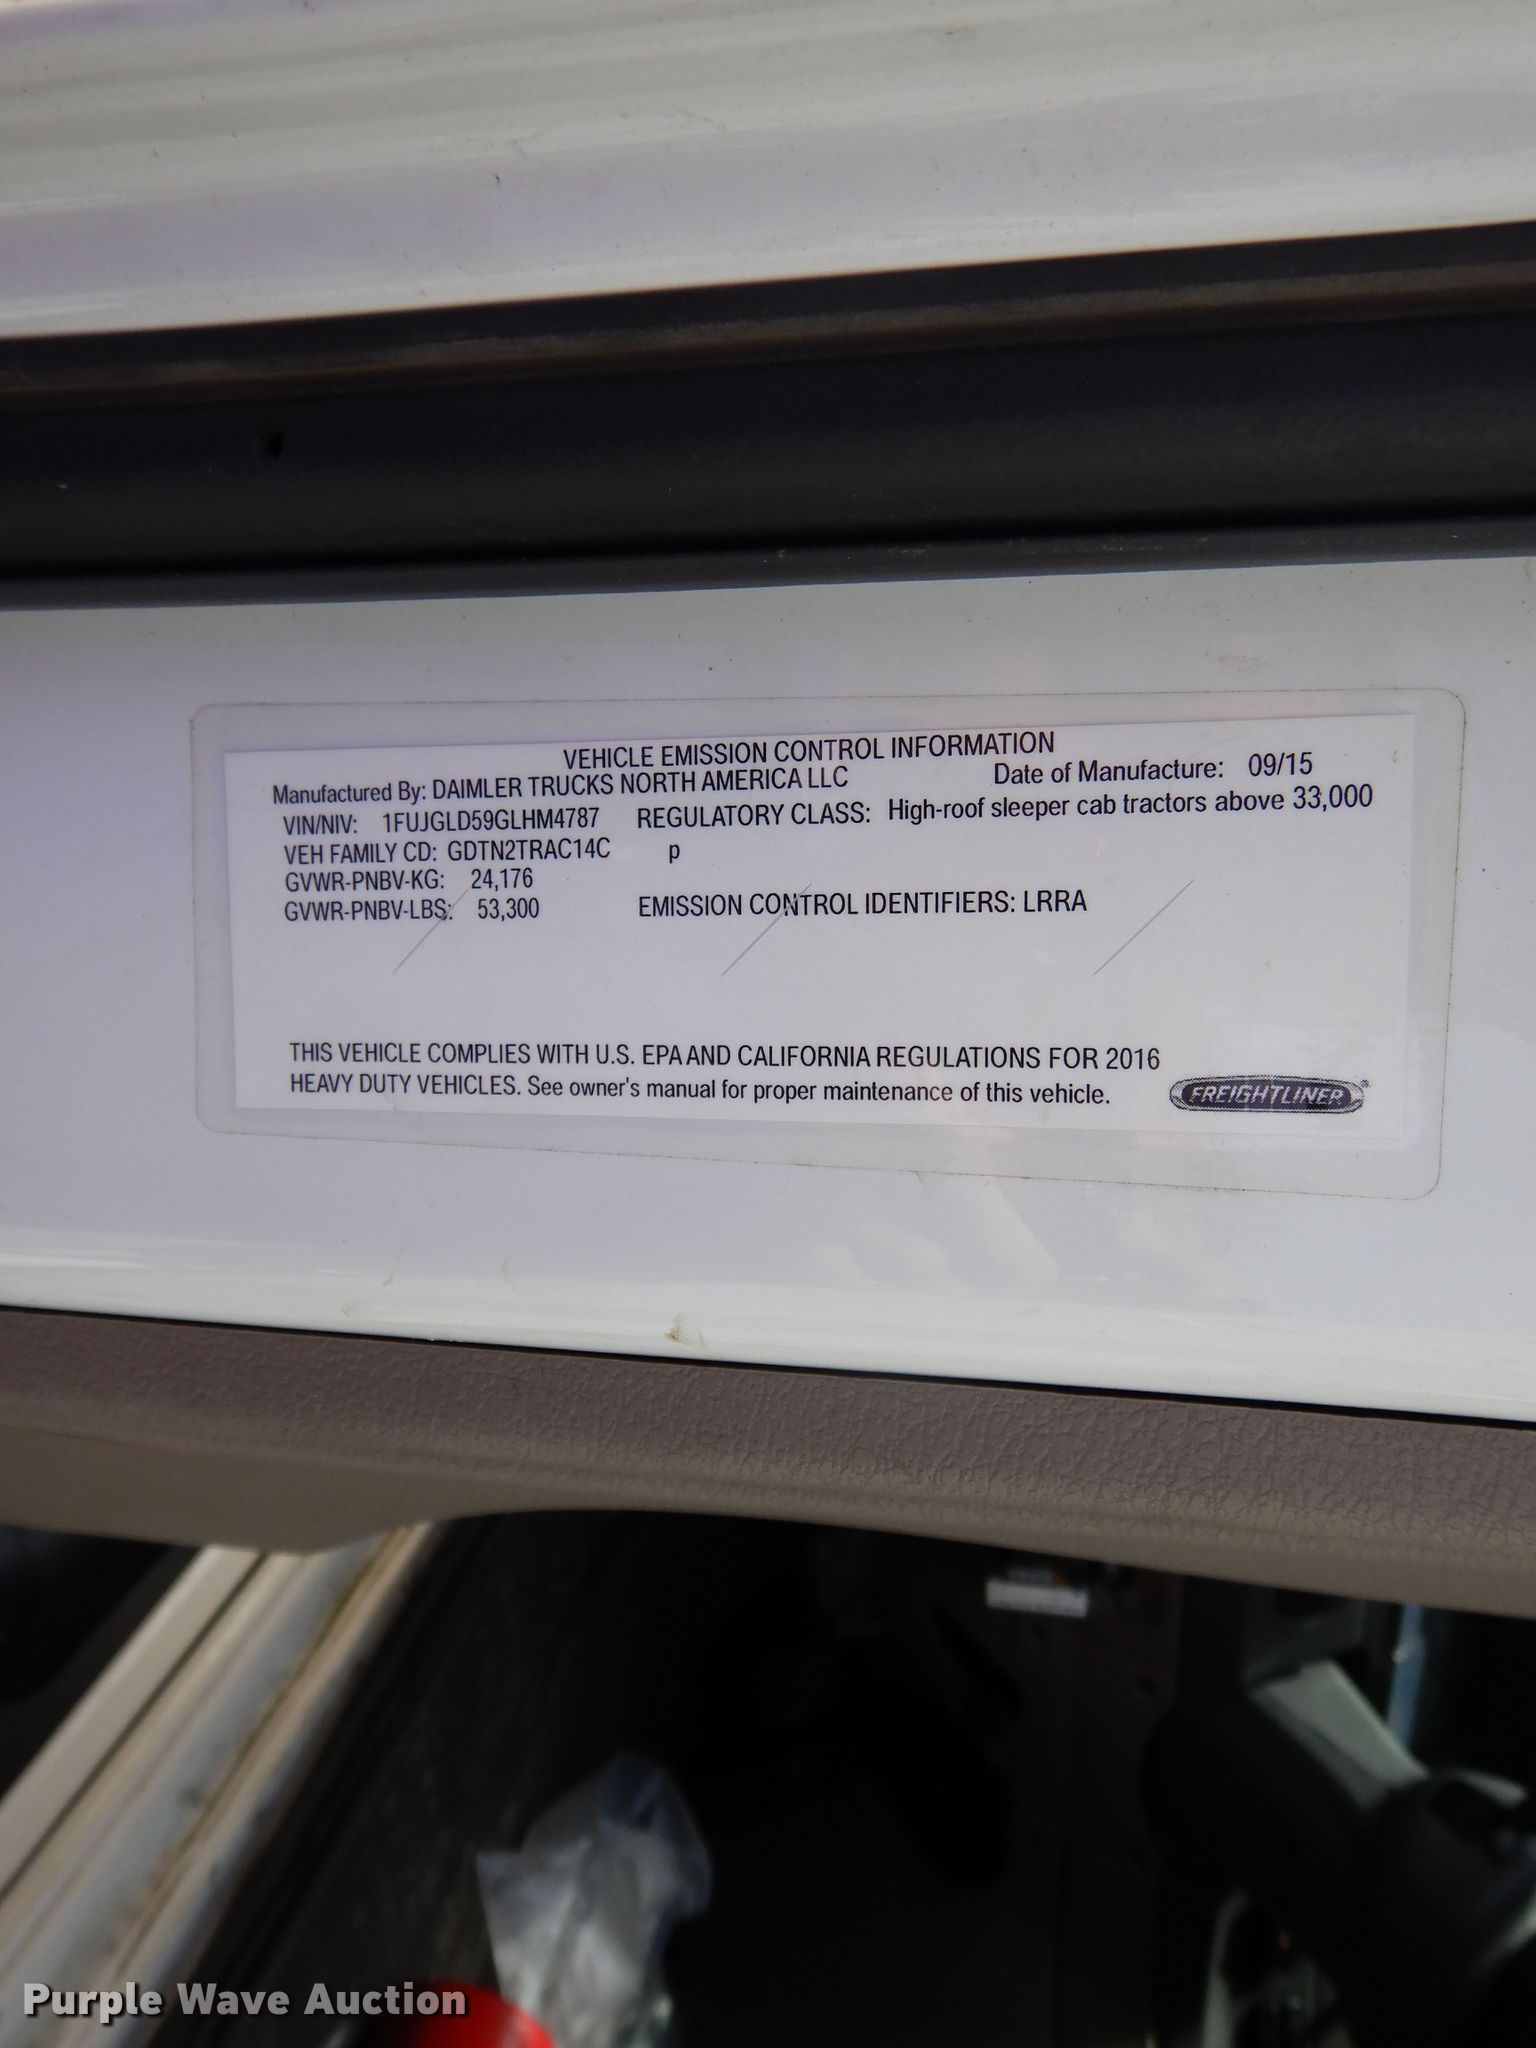 VEHICLE EMISSION CONTROL INFORMATION
Manufactured By: DAIMLER TRUCKS NORTH AMERICA LLC Date of Manufacture: 09/15
VIN/NIV: 1FUJGLD59GLHM4787 REGULATORY CLASS: High-roof sleeper cab tractors above 33,000
VEH FAMILY CD: GDTN2TRAC14C p
GVWR-PNBV-KG: 24,176
GVWR-PNBV-LBS: 53,300 EMISSION CONTROL IDENTIFIERS: LRRA
THIS VEHICLE COMPLIES WITH U.S. EPA AND CALIFORNIA REGULATIONS FOR 2016
HEAVY DUTY VEHICLES. See owner's manual for proper maintenance of this vehicle.
FREIGHTLINER®
Purple Wave Auction